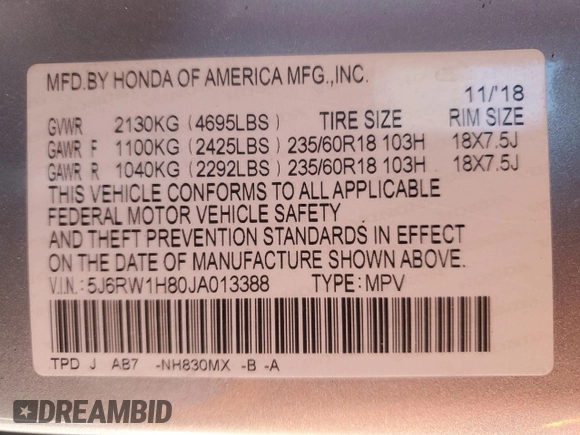 MFD.BY HONDA OF AMERICA MFG.,INC.
11/'18
GVWR 2130KG (4695LBS) TIRE SIZE RIM SIZE
GAWR F 1100KG (2425LBS) 235/60R18 103H 18X7.5J
GAWR R 1040KG (2292LBS) 235/60R18 103H 18X7.5J
THIS VEHICLE CONFORMS TO ALL APPLICABLE
FEDERAL MOTOR VEHICLE SAFETY
AND THEFT PREVENTION STANDARDS IN EFFECT
ON THE DATE OF MANUFACTURE SHOWN ABOVE.
V.I.N.:5J6RW1H80JA013388 TYPE:MPV
TPD J AB7 -NH830MX -B -A
DREAMBID